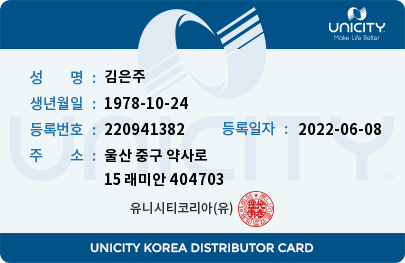 UNICITY
Make Life Better
성 명 : 김은주
생년월일 : 1978-10-24
등록번호 : 220941382 등록일자 : 2022-06-08
주 소 : 울산 중구 약사로
15 래미안 404703
UNICITY™
유니시티코리아(유)
UNICITY KOREA DISTRIBUTOR CARD